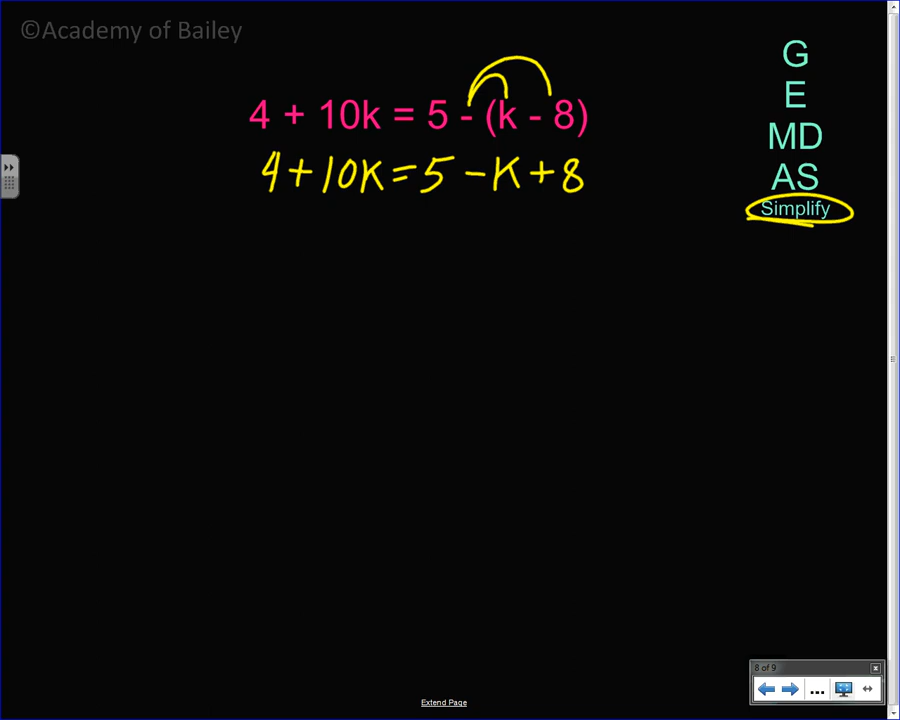 ©Academy of Bailey
4 + 10k = 5 - (k - 8)
4+10K=5-K+8
G
E
MD
AS
Simplify
8 of 9
...
Extend Page